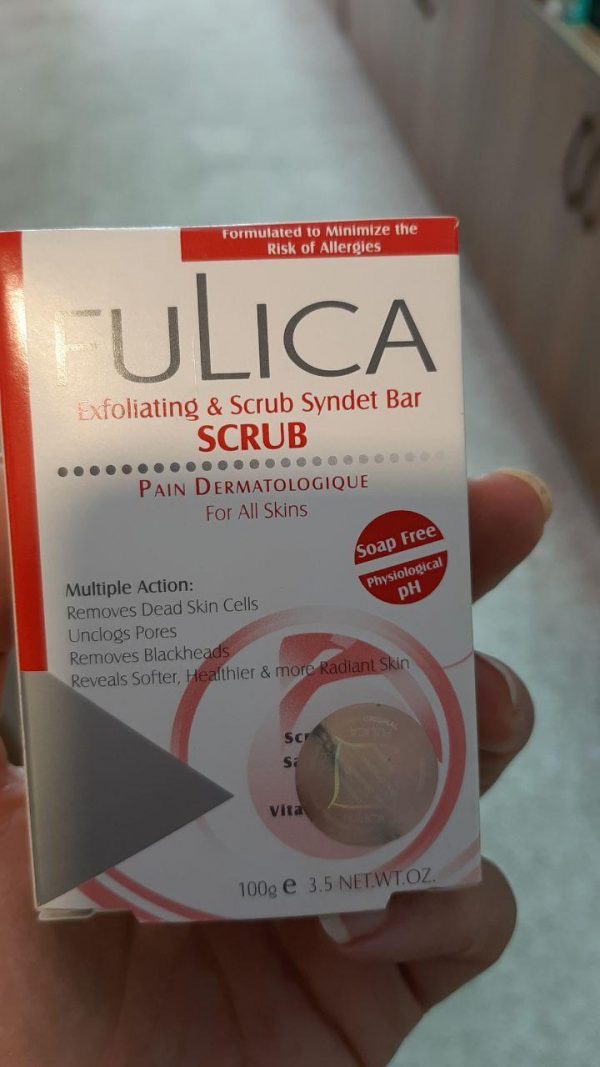 Formulated to Minimize the
Risk of Allergies
FULICA
Exfoliating & Scrub Syndet Bar
SCRUB
PAIN DERMATOLOGIQUE
For All Skins
Soap Free
Physiological
pH
Multiple Action:
Removes Dead Skin Cells
Unclogs Pores
Removes Blackheads
Reveals Softer, Healthier & more Radiant Skin
100g e 3.5 NET.WT.OZ.